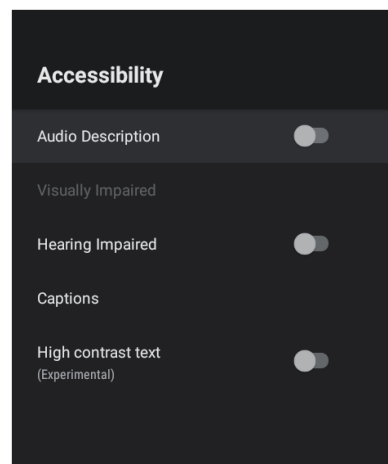 Accessibility
Audio Description
Visually Impaired
Hearing Impaired
Captions
High contrast text
(Experimental)